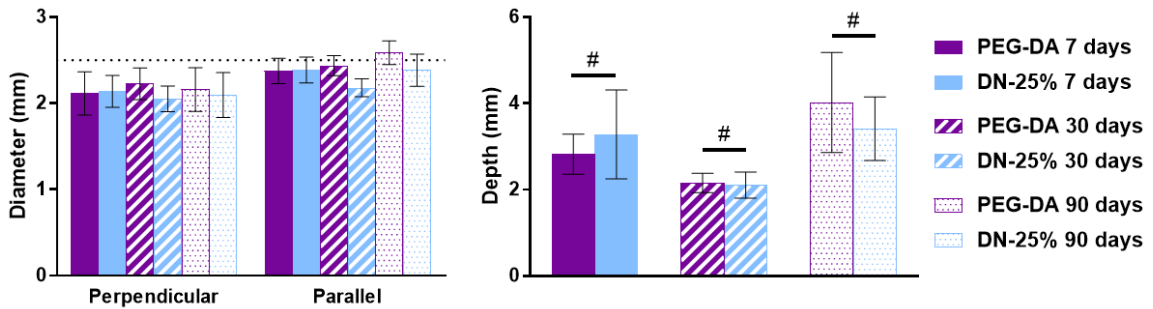 Diameter (mm)
3
2
1
0
Perpendicular
Parallel
Depth (mm)
6
4
2
0
#
#
#
PEG-DA 7 days
DN-25% 7 days
PEG-DA 30 days
DN-25% 30 days
PEG-DA 90 days
DN-25% 90 days